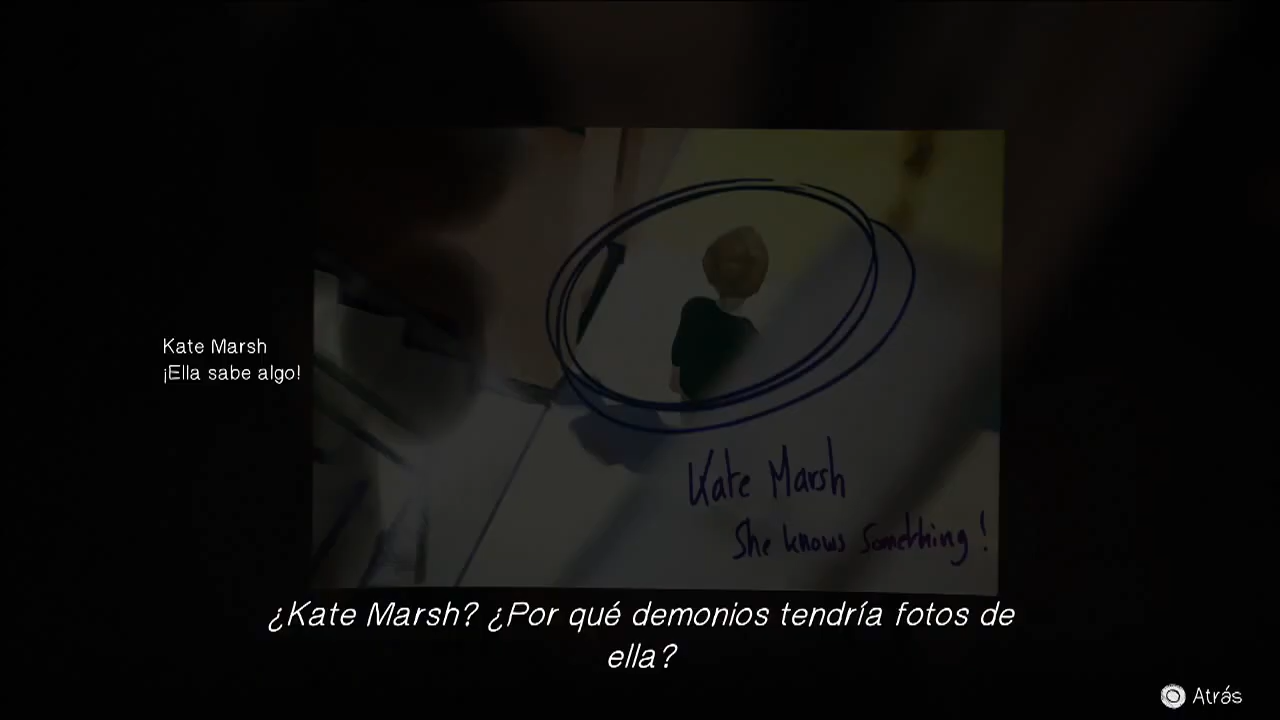 Kate Marsh
¡Ella sabe algo!
Kate Marsh
She knows something!
¿Kate Marsh? ¿Por qué demonios tendría fotos de
ella?
Atrás